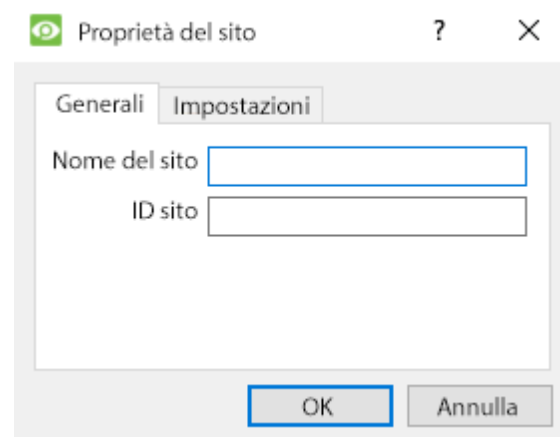 Proprietà del sito ?
Generali Impostazioni
Nome del sito
ID sito
OK Annulla